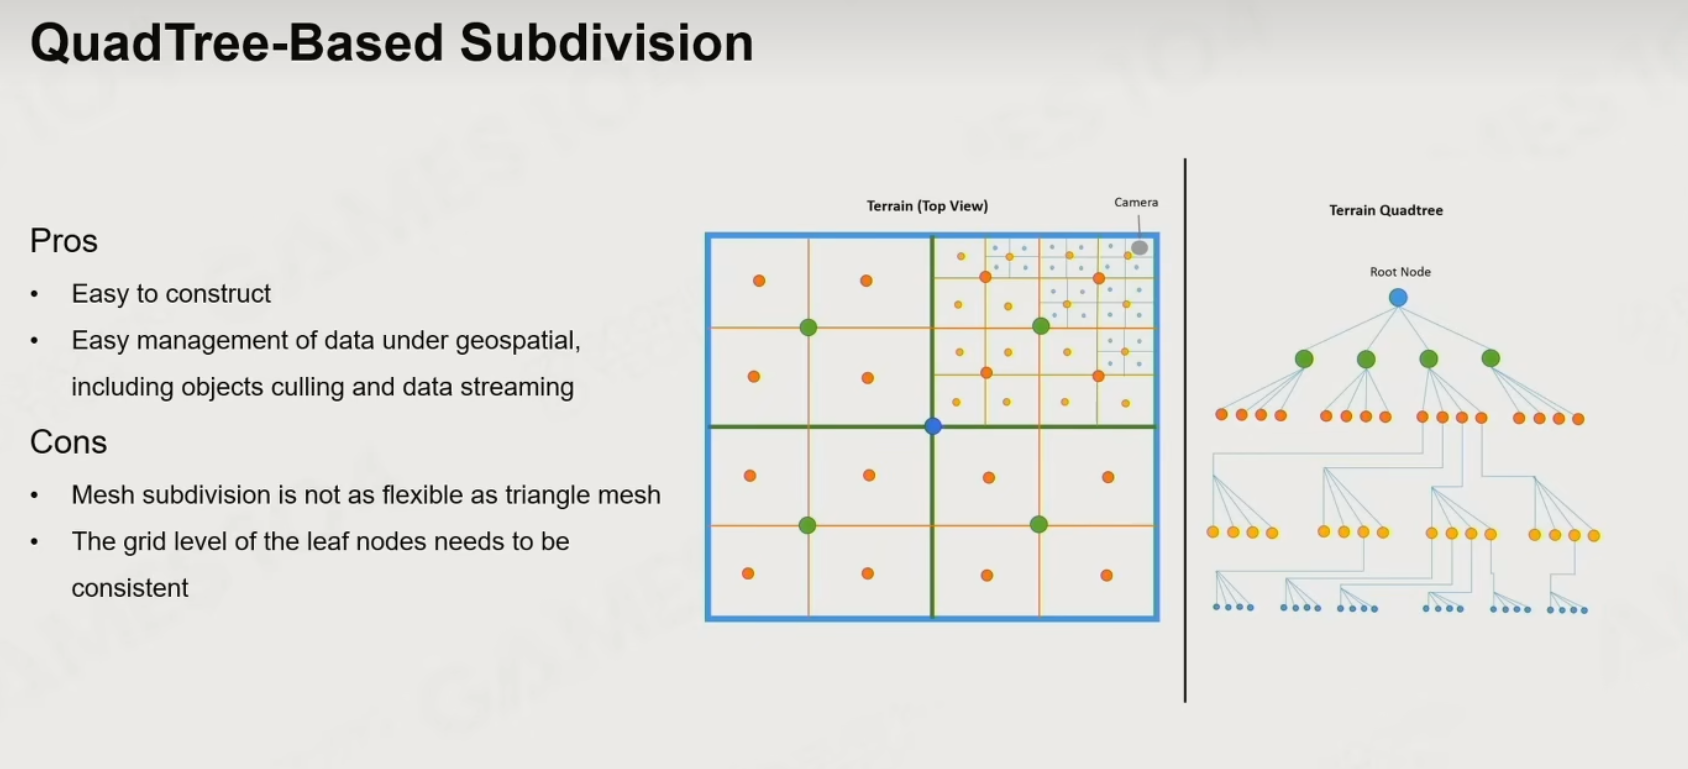 QuadTree-Based Subdivision
Pros
• Easy to construct
• Easy management of data under geospatial,
including objects culling and data streaming
Cons
• Mesh subdivision is not as flexible as triangle mesh
• The grid level of the leaf nodes needs to be
consistent
Terrain (Top View)
Camera
Terrain Quadtree
Root Node